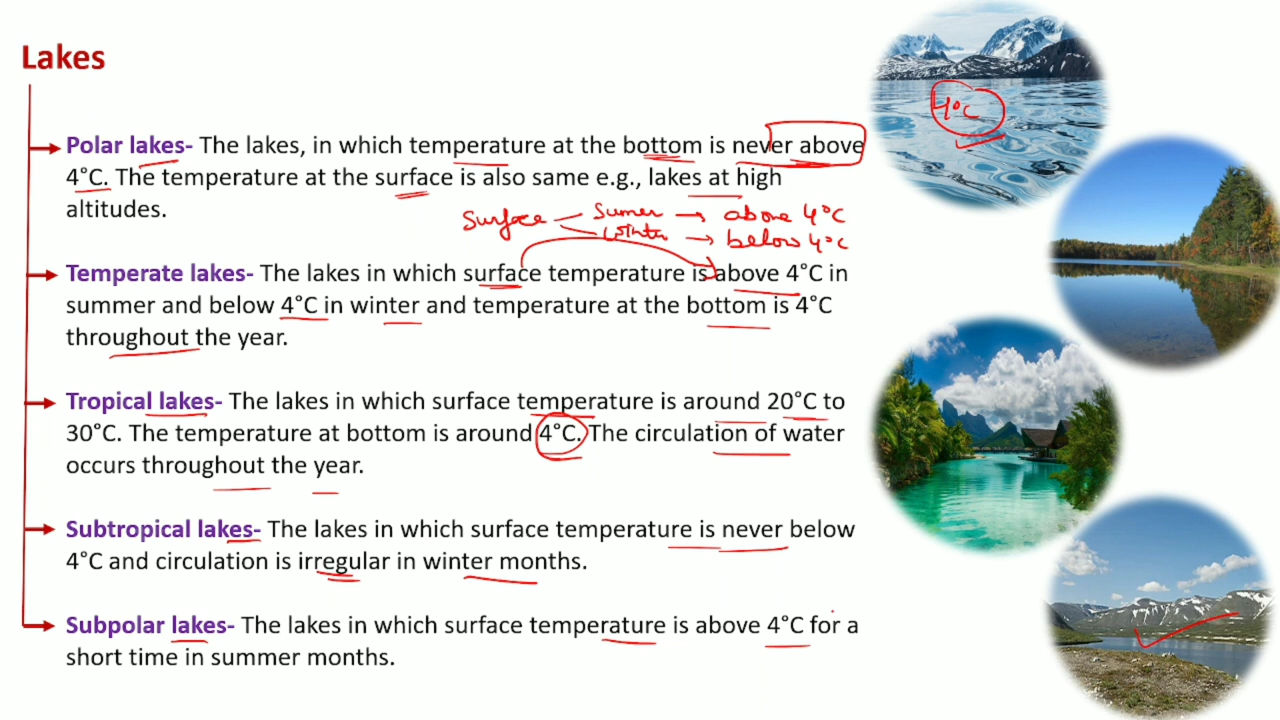 Lakes
Polar lakes- The lakes, in which temperature at the bottom is never above
4°C. The temperature at the surface is also same e.g., lakes at high
altitudes.
4°C
Surface - Sumer → above 4°C
Winter → below 4°C
Temperate lakes- The lakes in which surface temperature is above 4°C in
summer and below 4°C in winter and temperature at the bottom is 4°C
throughout the year.
Tropical lakes- The lakes in which surface temperature is around 20°C to
30°C. The temperature at bottom is around 4°C. The circulation of water
occurs throughout the year.
Subtropical lakes- The lakes in which surface temperature is never below
4°C and circulation is irregular in winter months.
Subpolar lakes- The lakes in which surface temperature is above 4°C for a
short time in summer months.